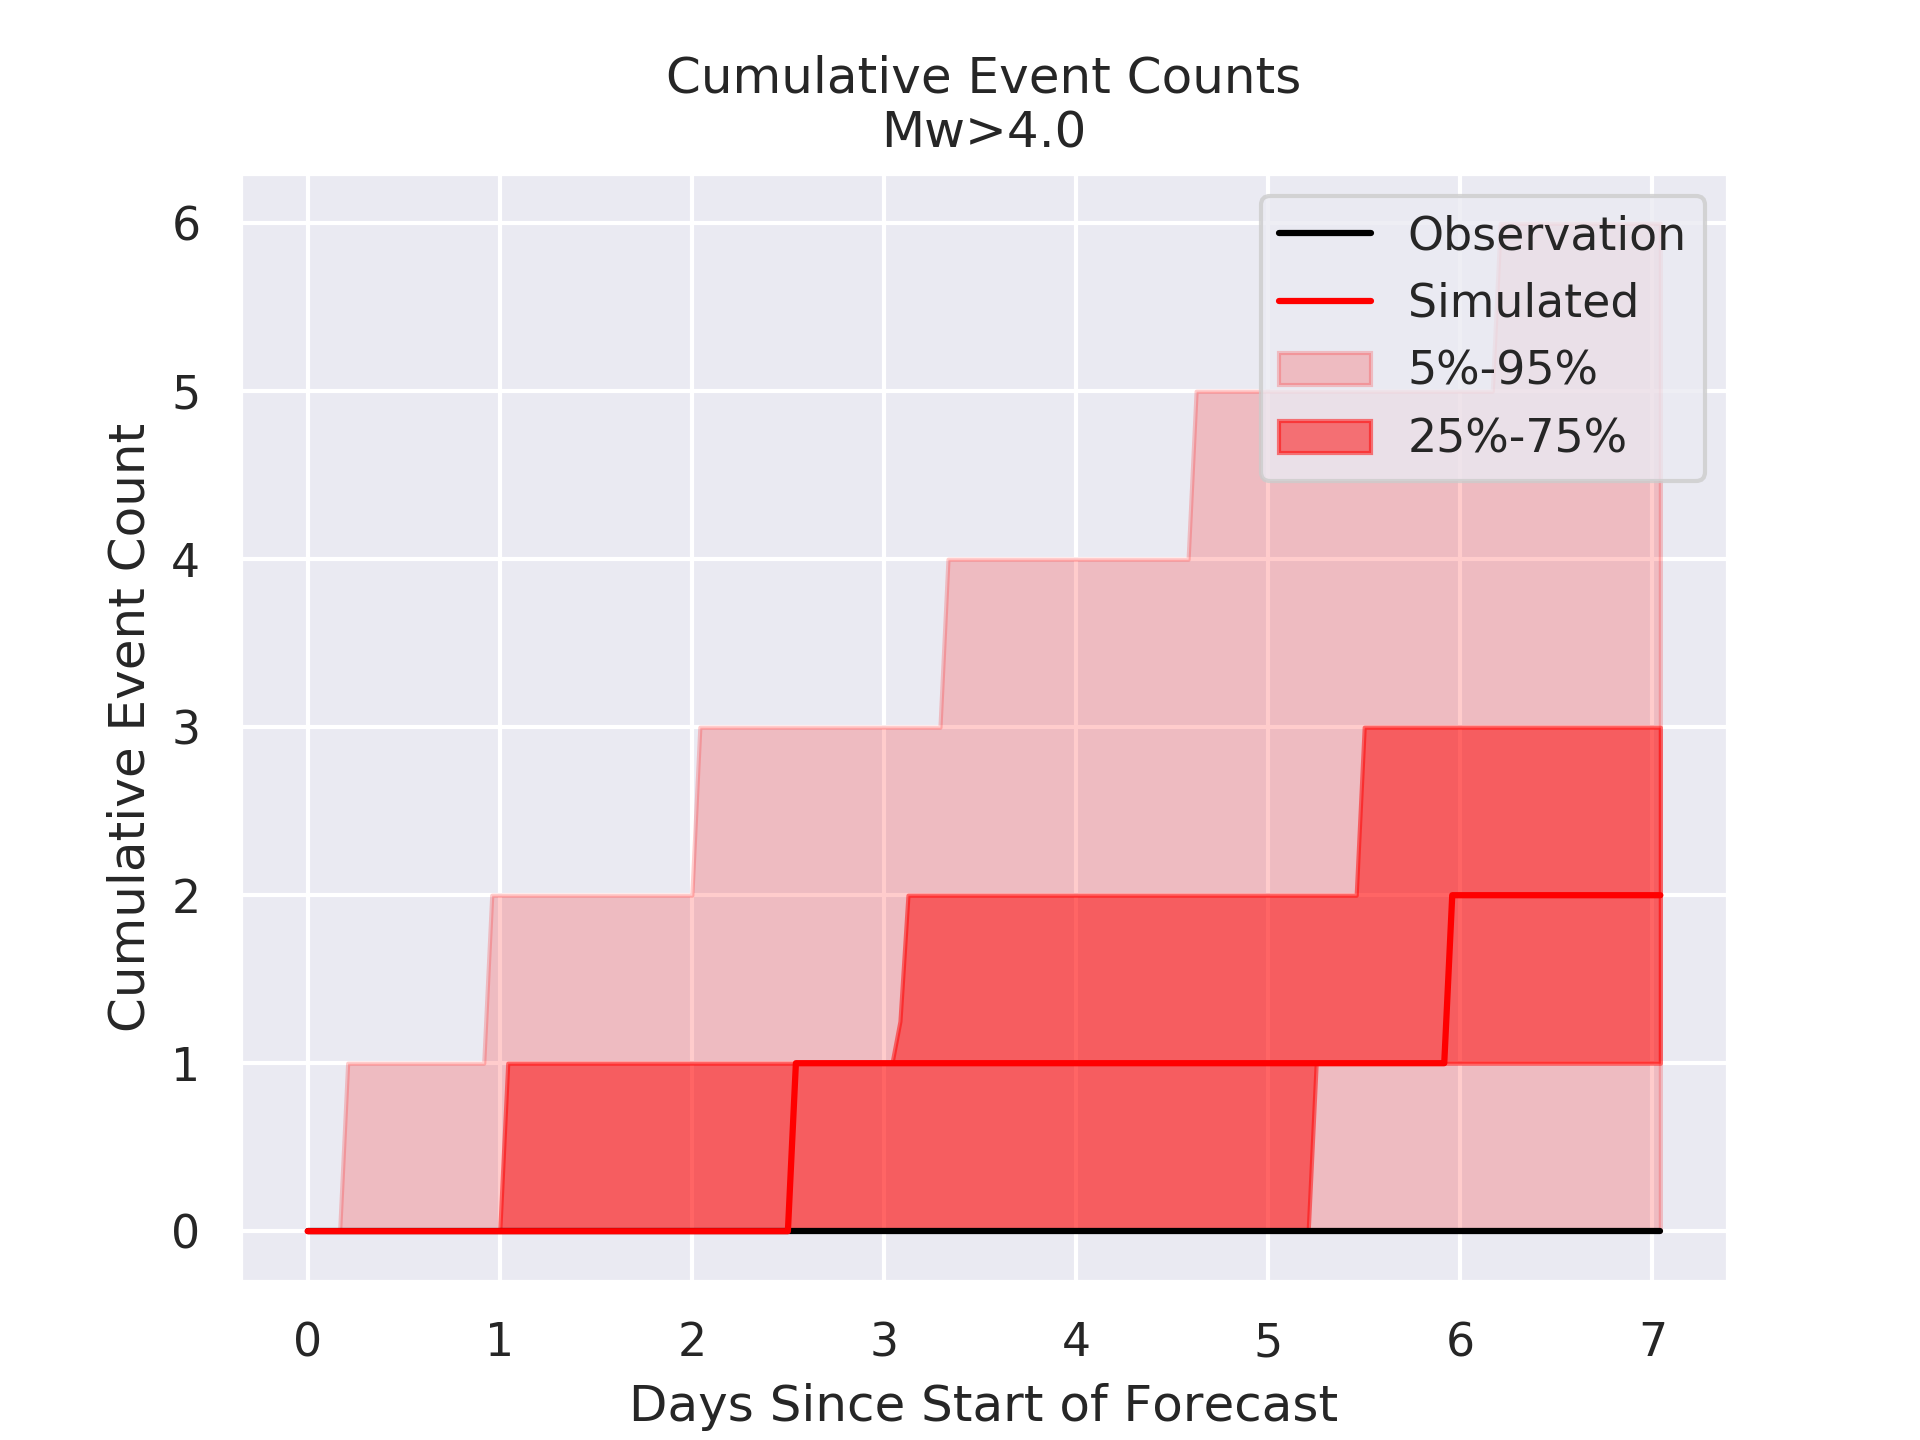 Cumulative Event Counts
Mw>4.0
Cumulative Event Count
6
5
4
3
2
1
0
Observation
Simulated
5%-95%
25%-75%
0 1 2 3 4 5 6 7
Days Since Start of Forecast